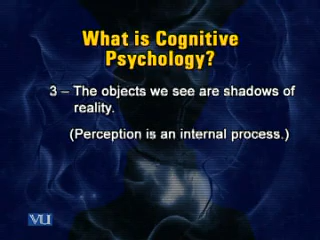 What is Cognitive
Psychology?
3 – The objects we see are shadows of
reality.
(Perception is an internal process.)
VU